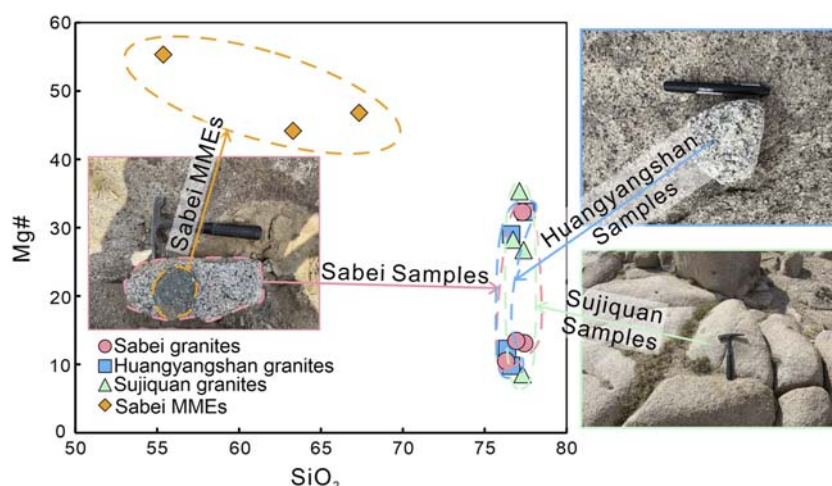 60
50
40
30
20
10
0
Mg#
50
55
60
65
70
75
80
SiO₂
Sabei MMEs
Sabei Samples
Huangyangshan
Samples
Sujiquan
Samples
Sabei granites
Huangyangshan granites
Sujiquan granites
Sabei MMEs